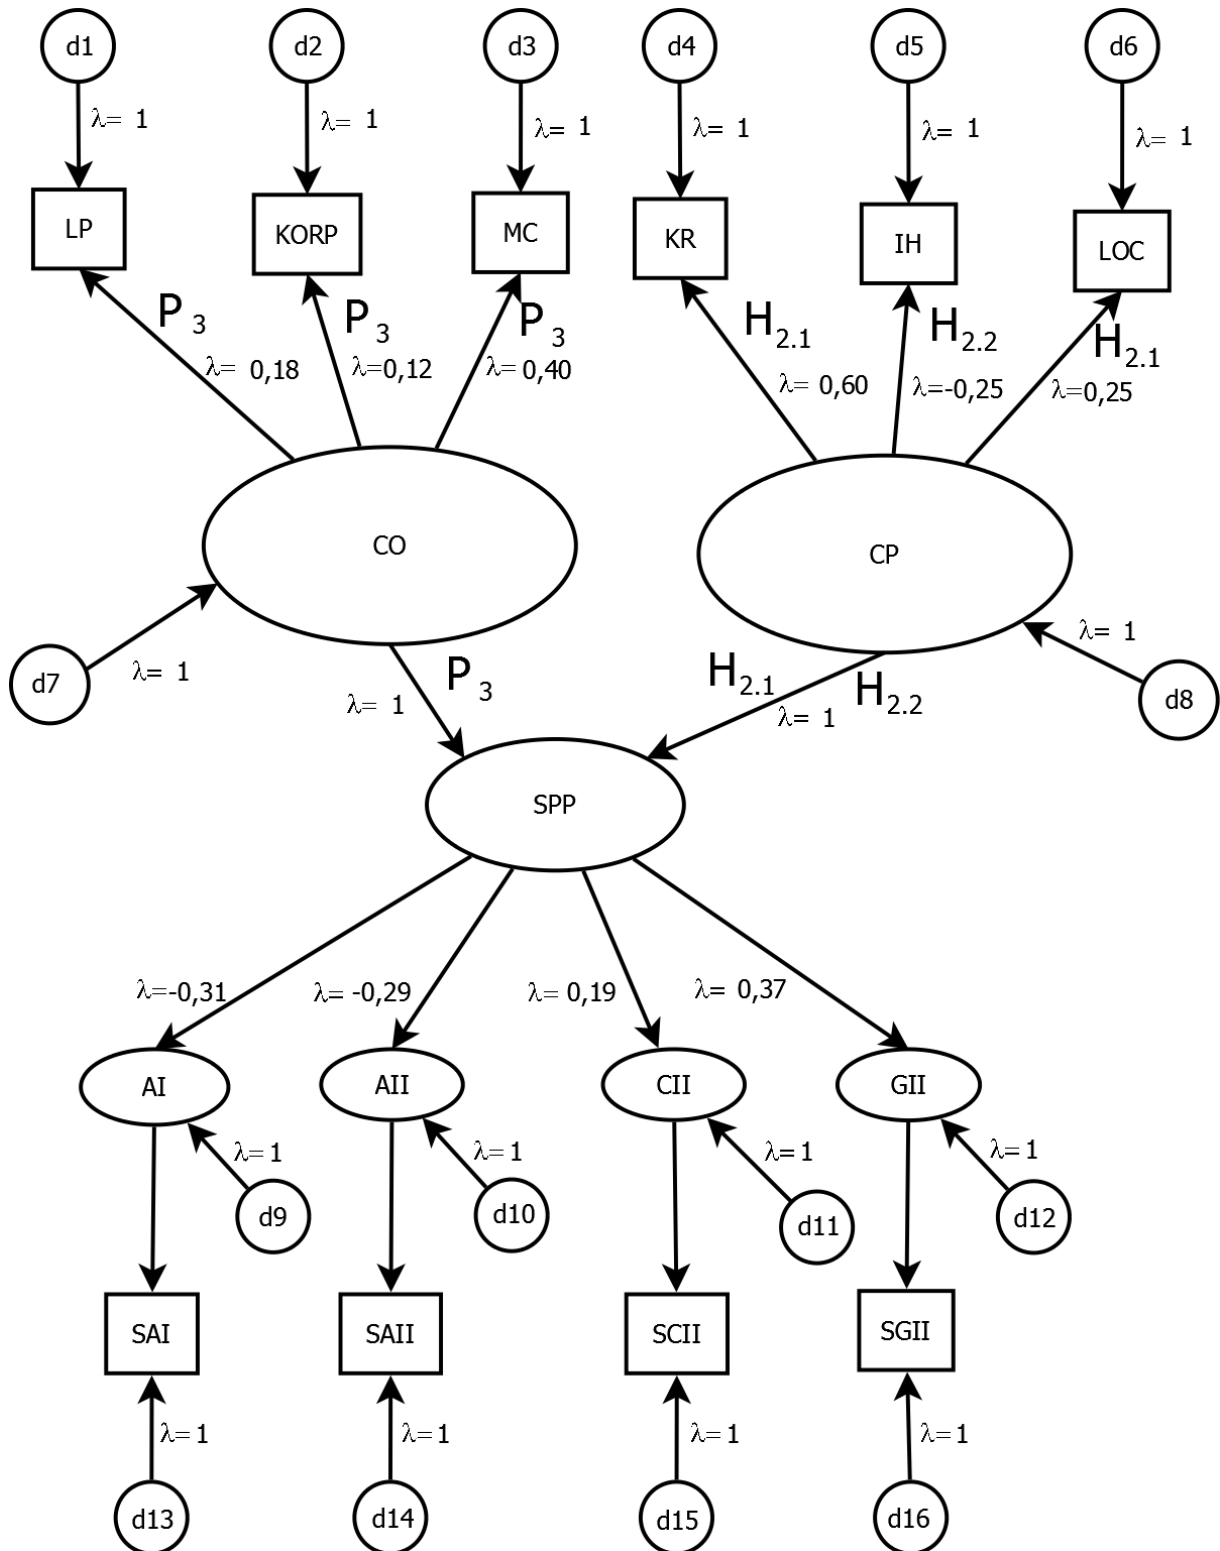 d1
d2
d3
d4
d5
d6
λ= 1
λ= 1
λ= 1
λ= 1
λ= 1
λ= 1
LP
KORP
MC
KR
IH
LOC
P 3
P 3
P 3
H2.1
H2.2
H2.1
λ= 0,18
λ=0,12
λ= 0,40
λ= 0,60
λ=-0,25
λ=0,25
CO
CP
d7
λ= 1
λ= 1
d8
P 3
λ= 1
H2.1
H2.2
λ= 1
SPP
λ=-0,31
λ= -0,29
λ= 0,19
λ= 0,37
AI
AII
CII
GII
λ= 1
λ= 1
λ= 1
λ= 1
d9
d10
d11
d12
SAI
SAII
SCII
SGII
λ= 1
λ= 1
λ= 1
λ= 1
d13
d14
d15
d16